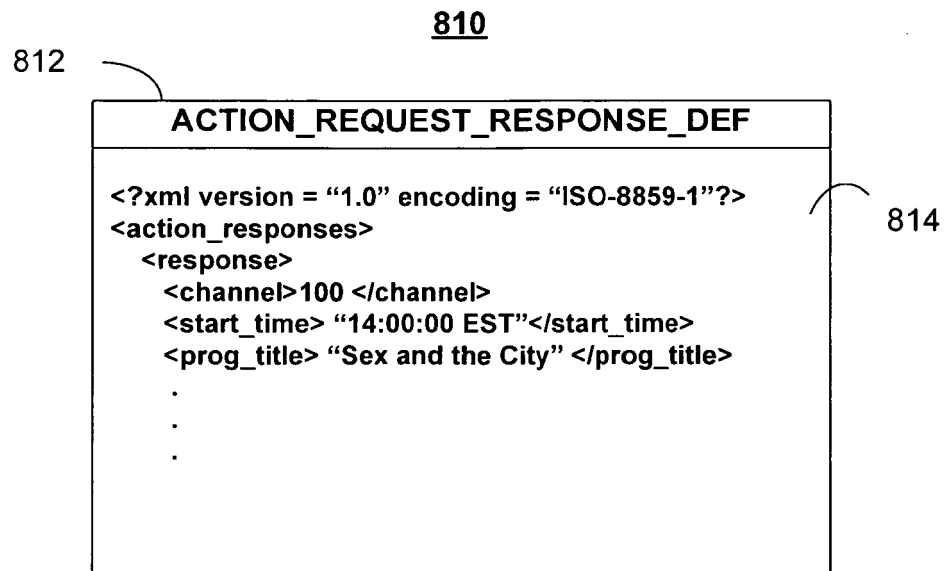 810
812
ACTION_REQUEST_RESPONSE_DEF
<?xml version = “1.0” encoding = “ISO-8859-1”?>
814
<action_responses>
<response>
<channel>100 </channel>
<start_time> “14:00:00 EST”</start_time>
<prog_title> “Sex and the City” </prog_title>
.
.
.